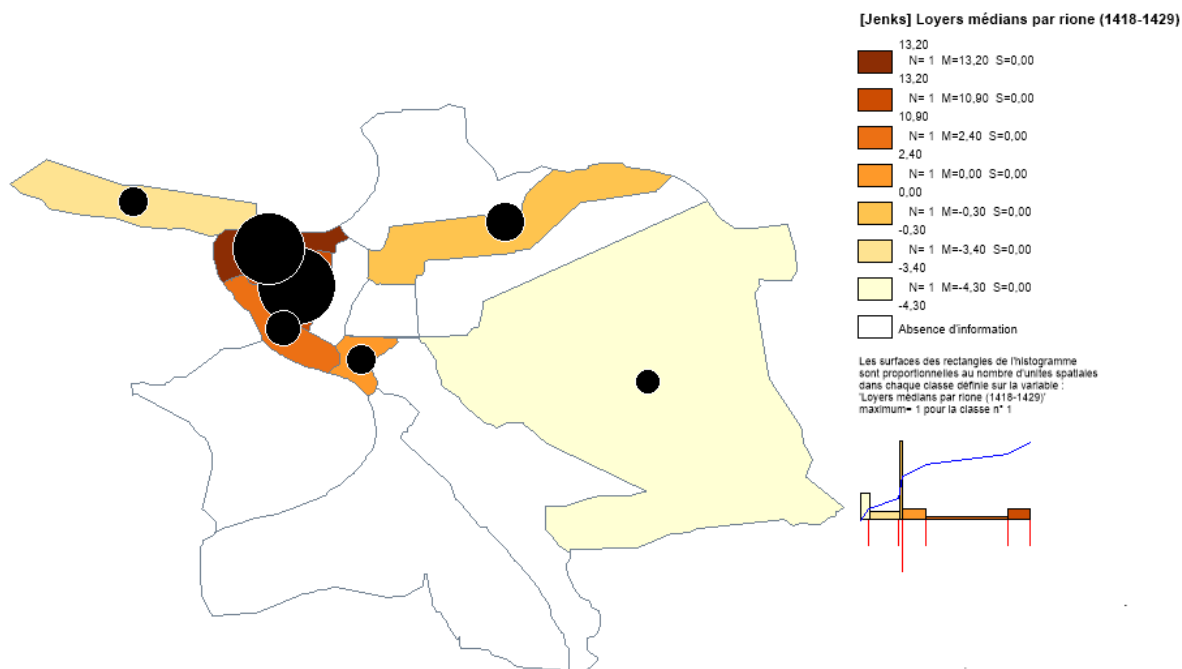 [Jenks] Loyers médians par rione (1418-1429)
13,20
N= 1 M=13,20 S=0,00
13,20
N= 1 M=10,90 S=0,00
10,90
N= 1 M=2,40 S=0,00
2,40
N= 1 M=0,00 S=0,00
0,00
N= 1 M=-0,30 S=0,00
-0,30
N= 1 M=-3,40 S=0,00
-3,40
N= 1 M=-4,30 S=0,00
-4,30
Absence d'information
Les surfaces des rectangles de l'histogramme
sont proportionnelles au nombre d'unités spatiales
dans chaque classe définie sur la variable :
'Loyers médians par rione (1418-1429)'
maximum= 1 pour la classe n° 1